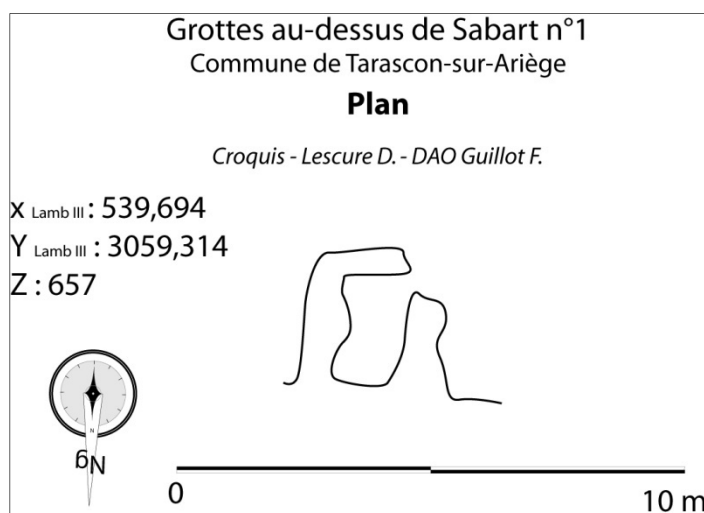 Grottes au-dessus de Sabart n°1
Commune de Tarascon-sur-Ariège
Plan
Croquis - Lescure D. - DAO Guillot F.
x Lamb III : 539,694
Y Lamb III : 3059,314
Z : 657
N
Ng
0
10 m